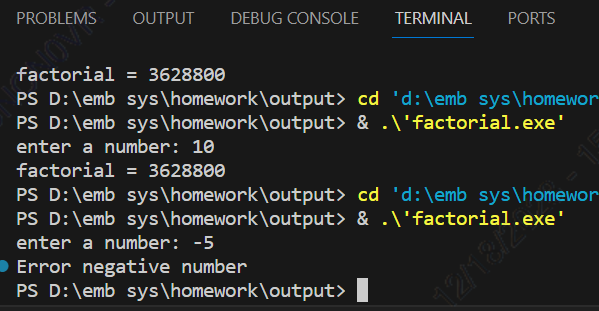 PROBLEMS OUTPUT DEBUG CONSOLE TERMINAL PORTS
factorial = 3628800
PS D:\emb sys\homework\output> cd 'd:\emb sys\homewor
PS D:\emb sys\homework\output> & .\'factorial.exe'
enter a number: 10
factorial = 3628800
PS D:\emb sys\homework\output> cd 'd:\emb sys\homewor
PS D:\emb sys\homework\output> & .\'factorial.exe'
enter a number: -5
Error negative number
PS D:\emb sys\homework\output>